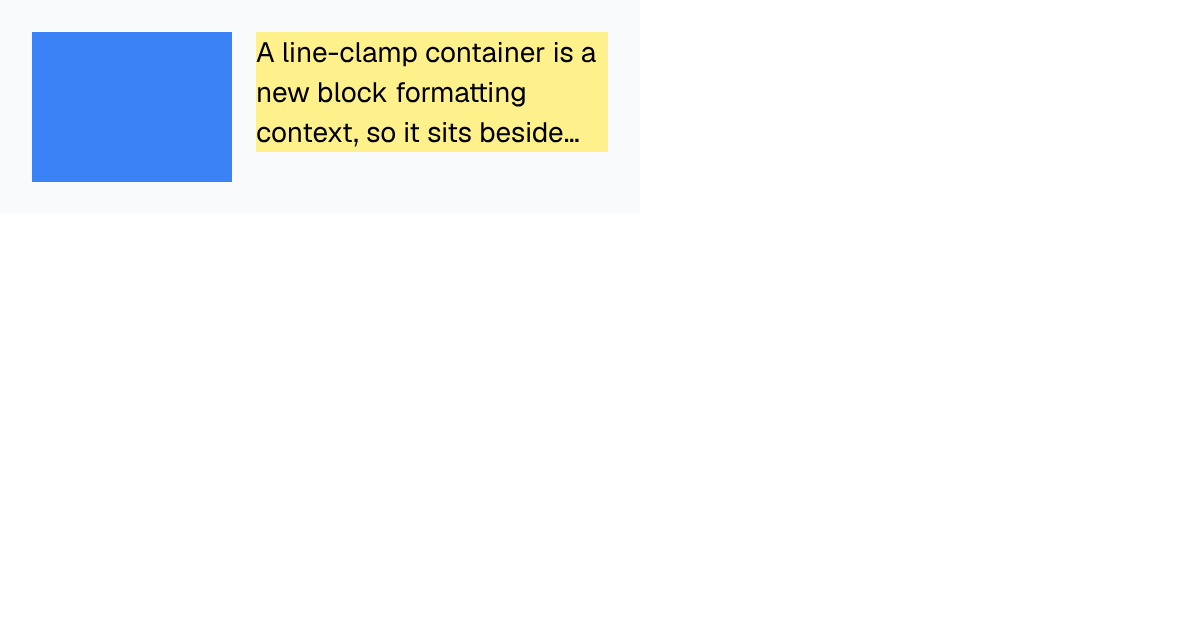 A line-clamp container is a
new block formatting
context, so it sits beside…